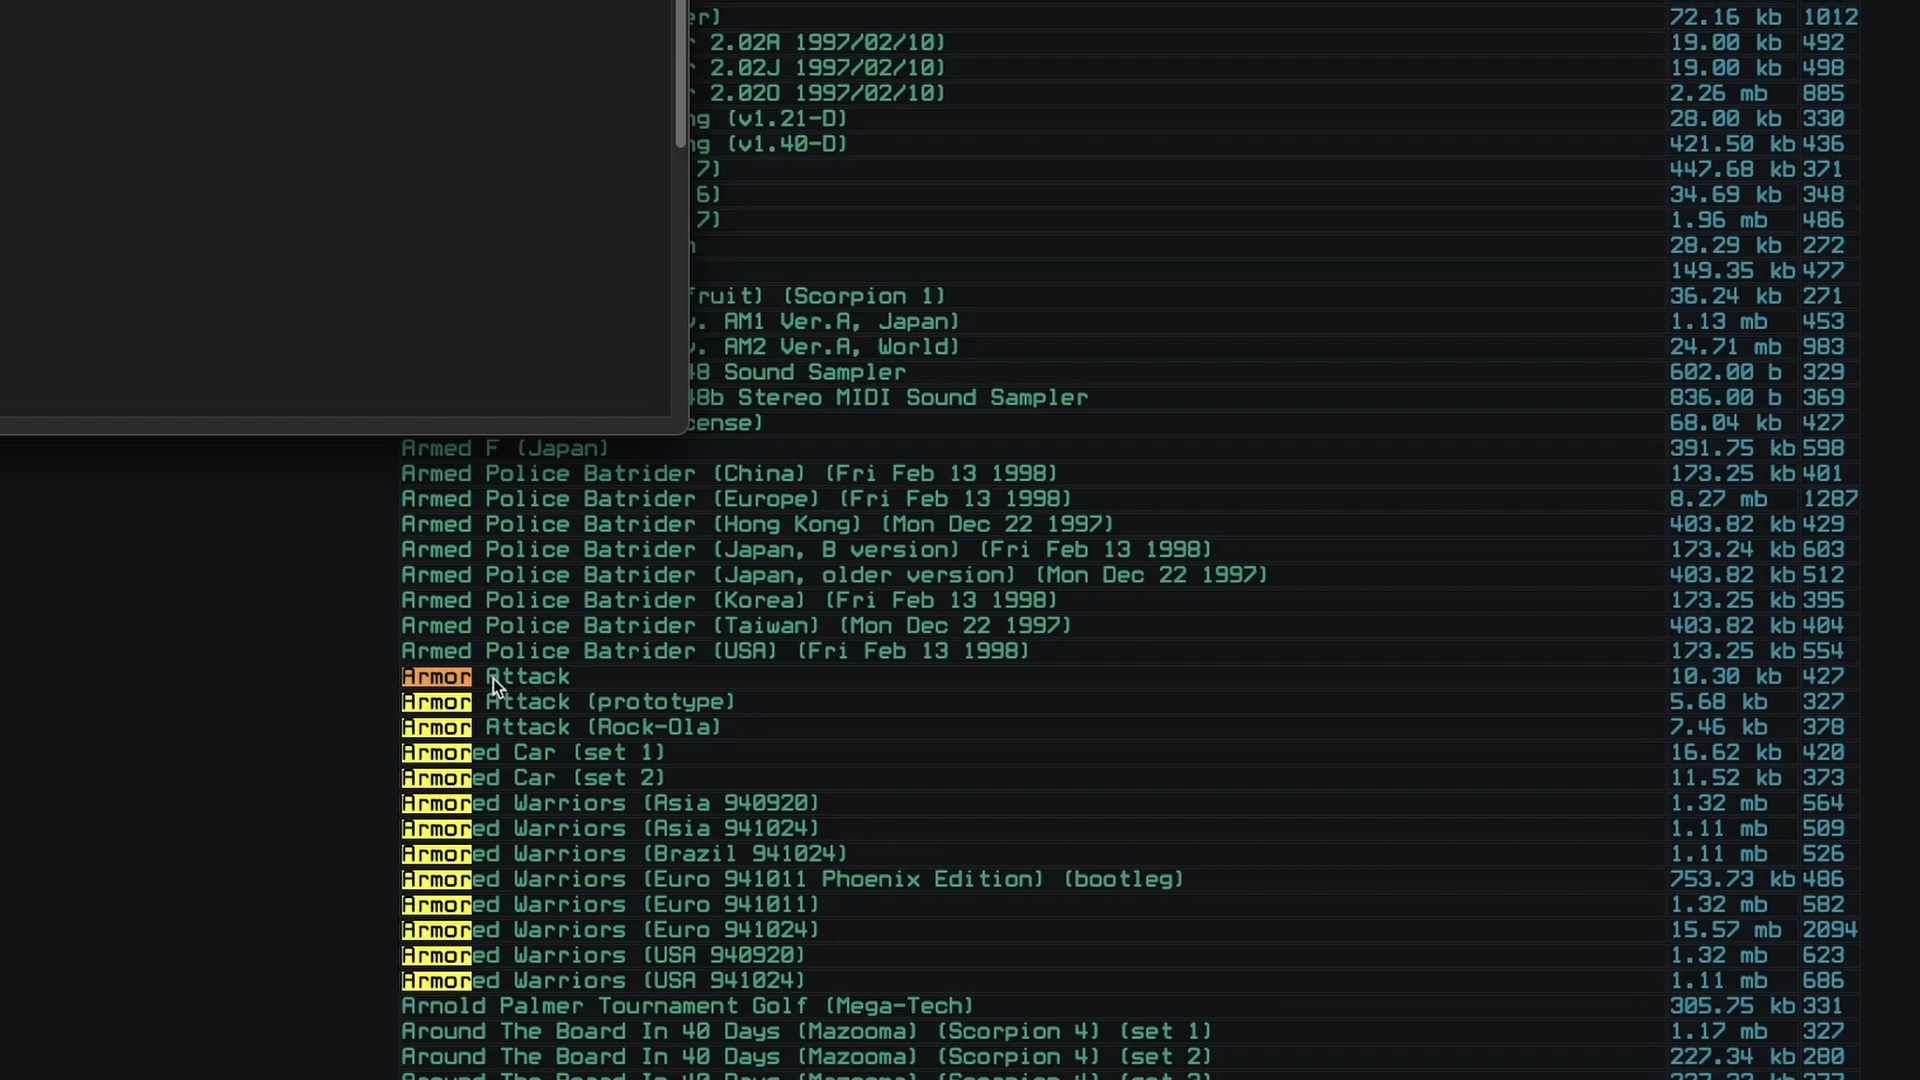 er) 72.16 kb 1012
2.02A 1997/02/10) 19.00 kb 492
2.02J 1997/02/10) 19.00 kb 498
2.02O 1997/02/10) 2.26 mb 885
ng (v1.21-D) 28.00 kb 330
ng (v1.40-D) 421.50 kb 436
7) 447.68 kb 371
6) 34.69 kb 348
7) 1.96 mb 486
28.29 kb 272
149.35 kb 477
fruit) (Scorpion 1) 36.24 kb 271
AM1 Ver.A, Japan) 1.13 mb 453
AM2 Ver.A, World) 24.71 mb 983
48 Sound Sampler 602.00 b 329
48b Stereo MIDI Sound Sampler 836.00 b 369
cense) 68.04 kb 427
Armed F (Japan) 391.75 kb 598
Armed Police Batrider (China) (Fri Feb 13 1998) 173.25 kb 401
Armed Police Batrider (Europe) (Fri Feb 13 1998) 8.27 mb 1287
Armed Police Batrider (Hong Kong) (Mon Dec 22 1997) 403.82 kb 429
Armed Police Batrider (Japan, B version) (Fri Feb 13 1998) 173.24 kb 603
Armed Police Batrider (Japan, older version) (Mon Dec 22 1997) 403.82 kb 512
Armed Police Batrider (Korea) (Fri Feb 13 1998) 173.25 kb 395
Armed Police Batrider (Taiwan) (Mon Dec 22 1997) 403.82 kb 404
Armed Police Batrider (USA) (Fri Feb 13 1998) 173.25 kb 554
Armor Attack 10.30 kb 427
Armor Attack (prototype) 5.68 kb 327
Armor Attack (Rock-Ola) 7.46 kb 378
Armored Car (set 1) 16.62 kb 420
Armored Car (set 2) 11.52 kb 373
Armored Warriors (Asia 940920) 1.32 mb 564
Armored Warriors (Asia 941024) 1.11 mb 509
Armored Warriors (Brazil 941024) 1.11 mb 526
Armored Warriors (Euro 941011 Phoenix Edition) (bootleg) 753.73 kb 486
Armored Warriors (Euro 941011) 1.32 mb 582
Armored Warriors (Euro 941024) 15.57 mb 2094
Armored Warriors (USA 940920) 1.32 mb 623
Armored Warriors (USA 941024) 1.11 mb 686
Arnold Palmer Tournament Golf (Mega-Tech) 305.75 kb 331
Around The Board In 40 Days (Mazooma) (Scorpion 4) (set 1) 1.17 mb 327
Around The Board In 40 Days (Mazooma) (Scorpion 4) (set 2) 227.34 kb 280